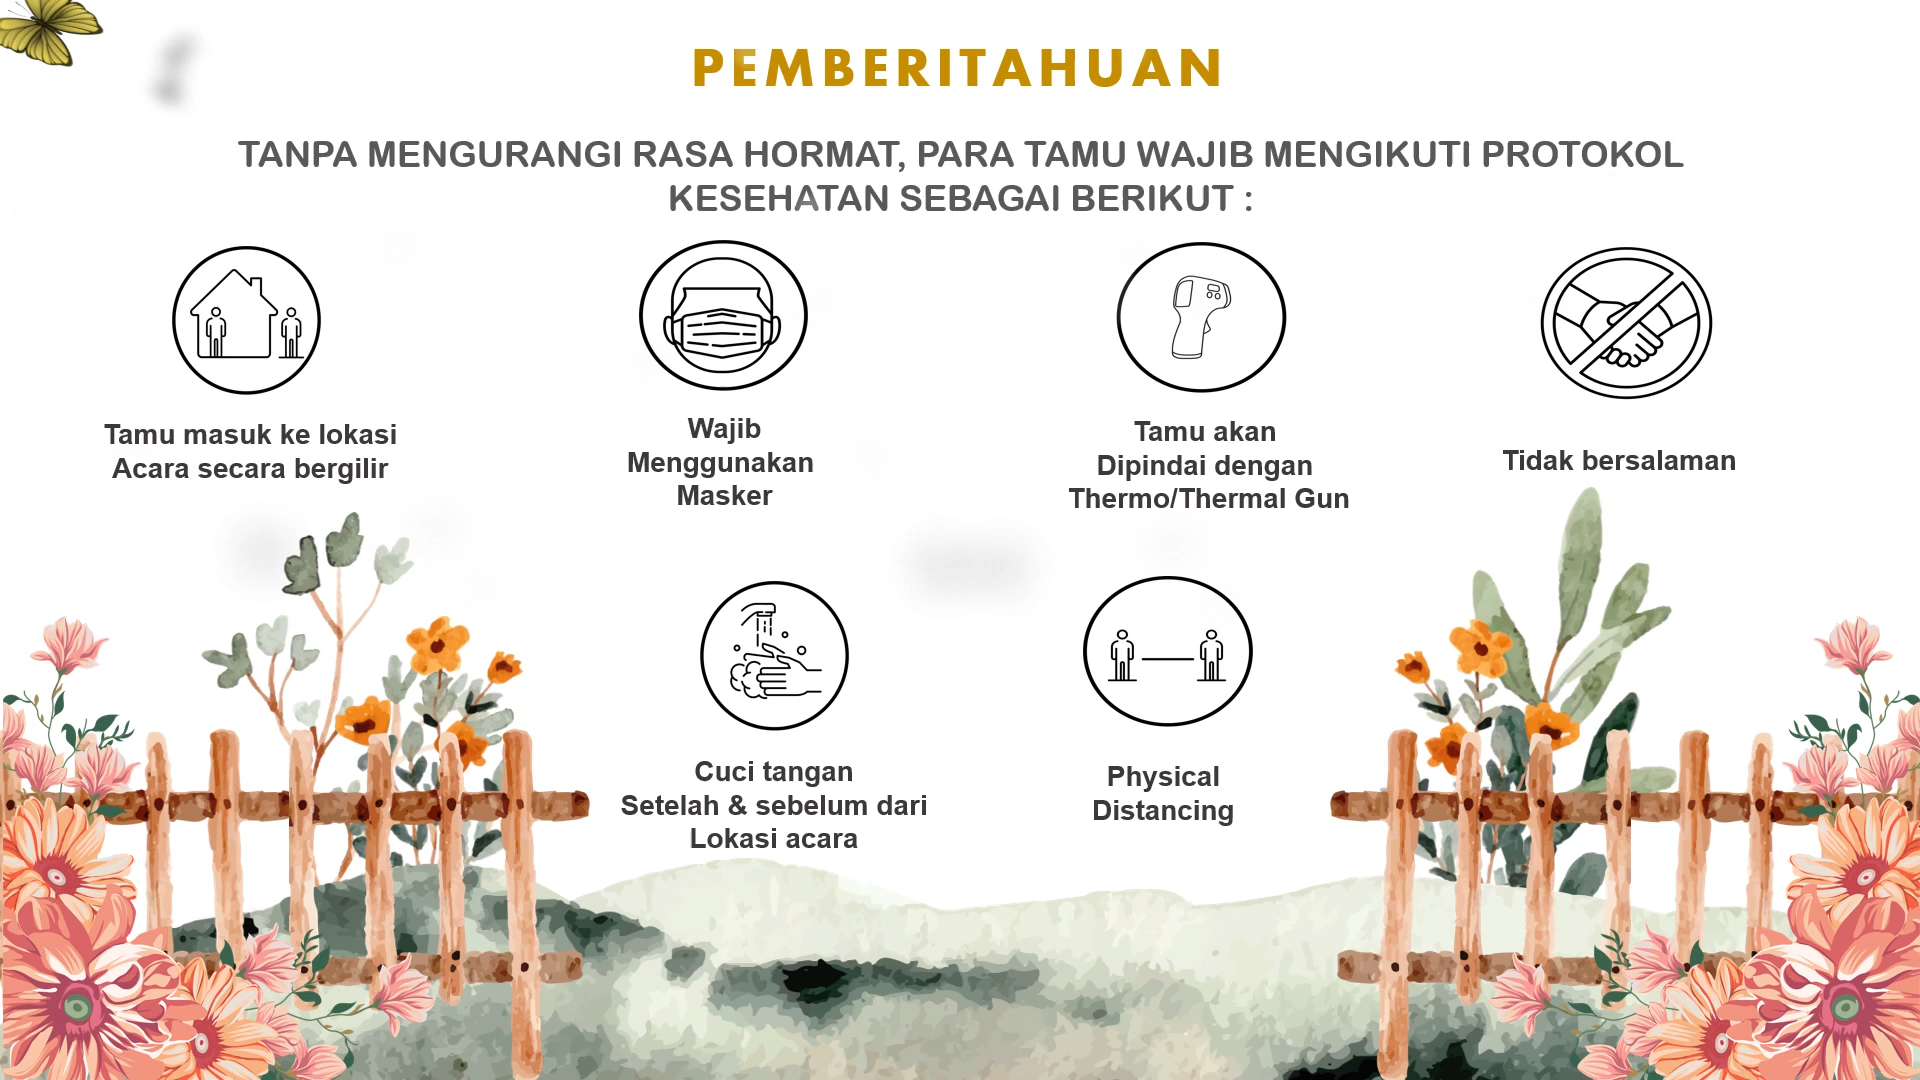 PEMBERITAHUAN
TANPA MENGURANGI RASA HORMAT, PARA TAMU WAJIB MENGIKUTI PROTOKOL
KESEHATAN SEBAGAI BERIKUT :
Tamu masuk ke lokasi
Acara secara bergilir
Wajib
Menggunakan
Masker
Tamu akan
Dipindai dengan
Thermo/Thermal Gun
Tidak bersalaman
Cuci tangan
Setelah & sebelum dari
Lokasi acara
Physical
Distancing